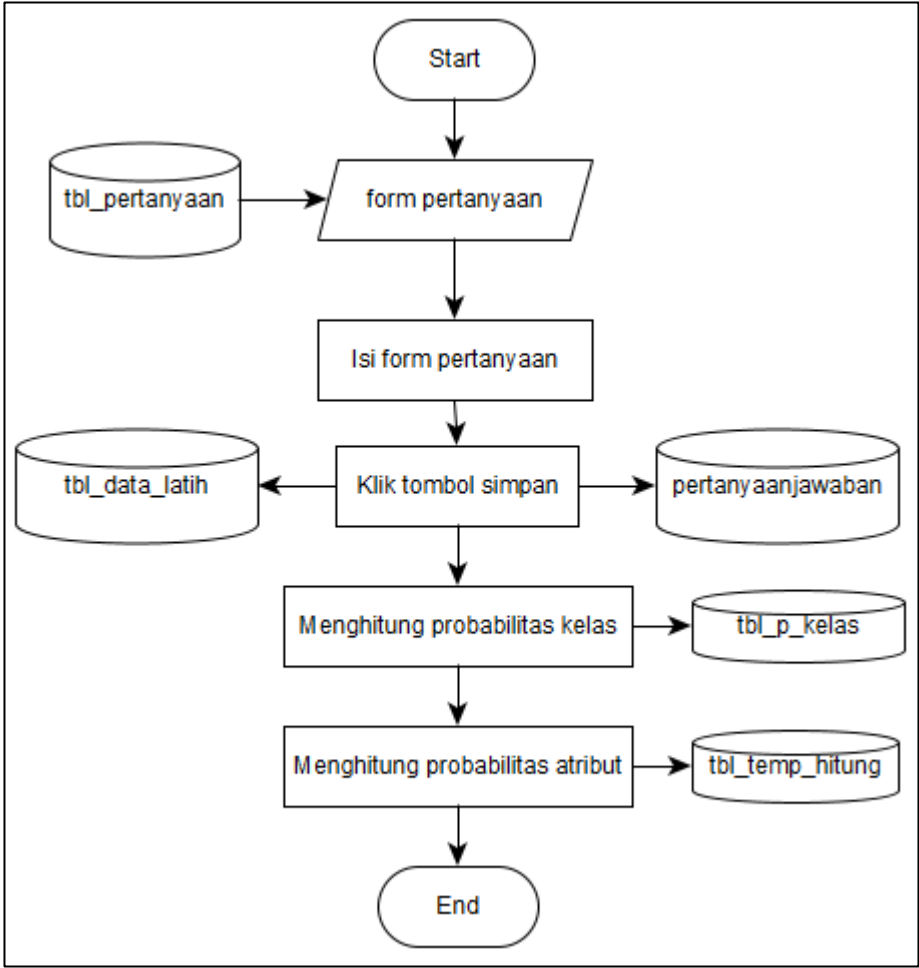 Start
tbl_pertanyaan
form pertanyaan
Isi form pertanyaan
tbl_data_latih
Klik tombol simpan
pertanyaanjawaban
Menghitung probabilitas kelas
tbl_p_kelas
Menghitung probabilitas atribut
tbl_temp_hitung
End